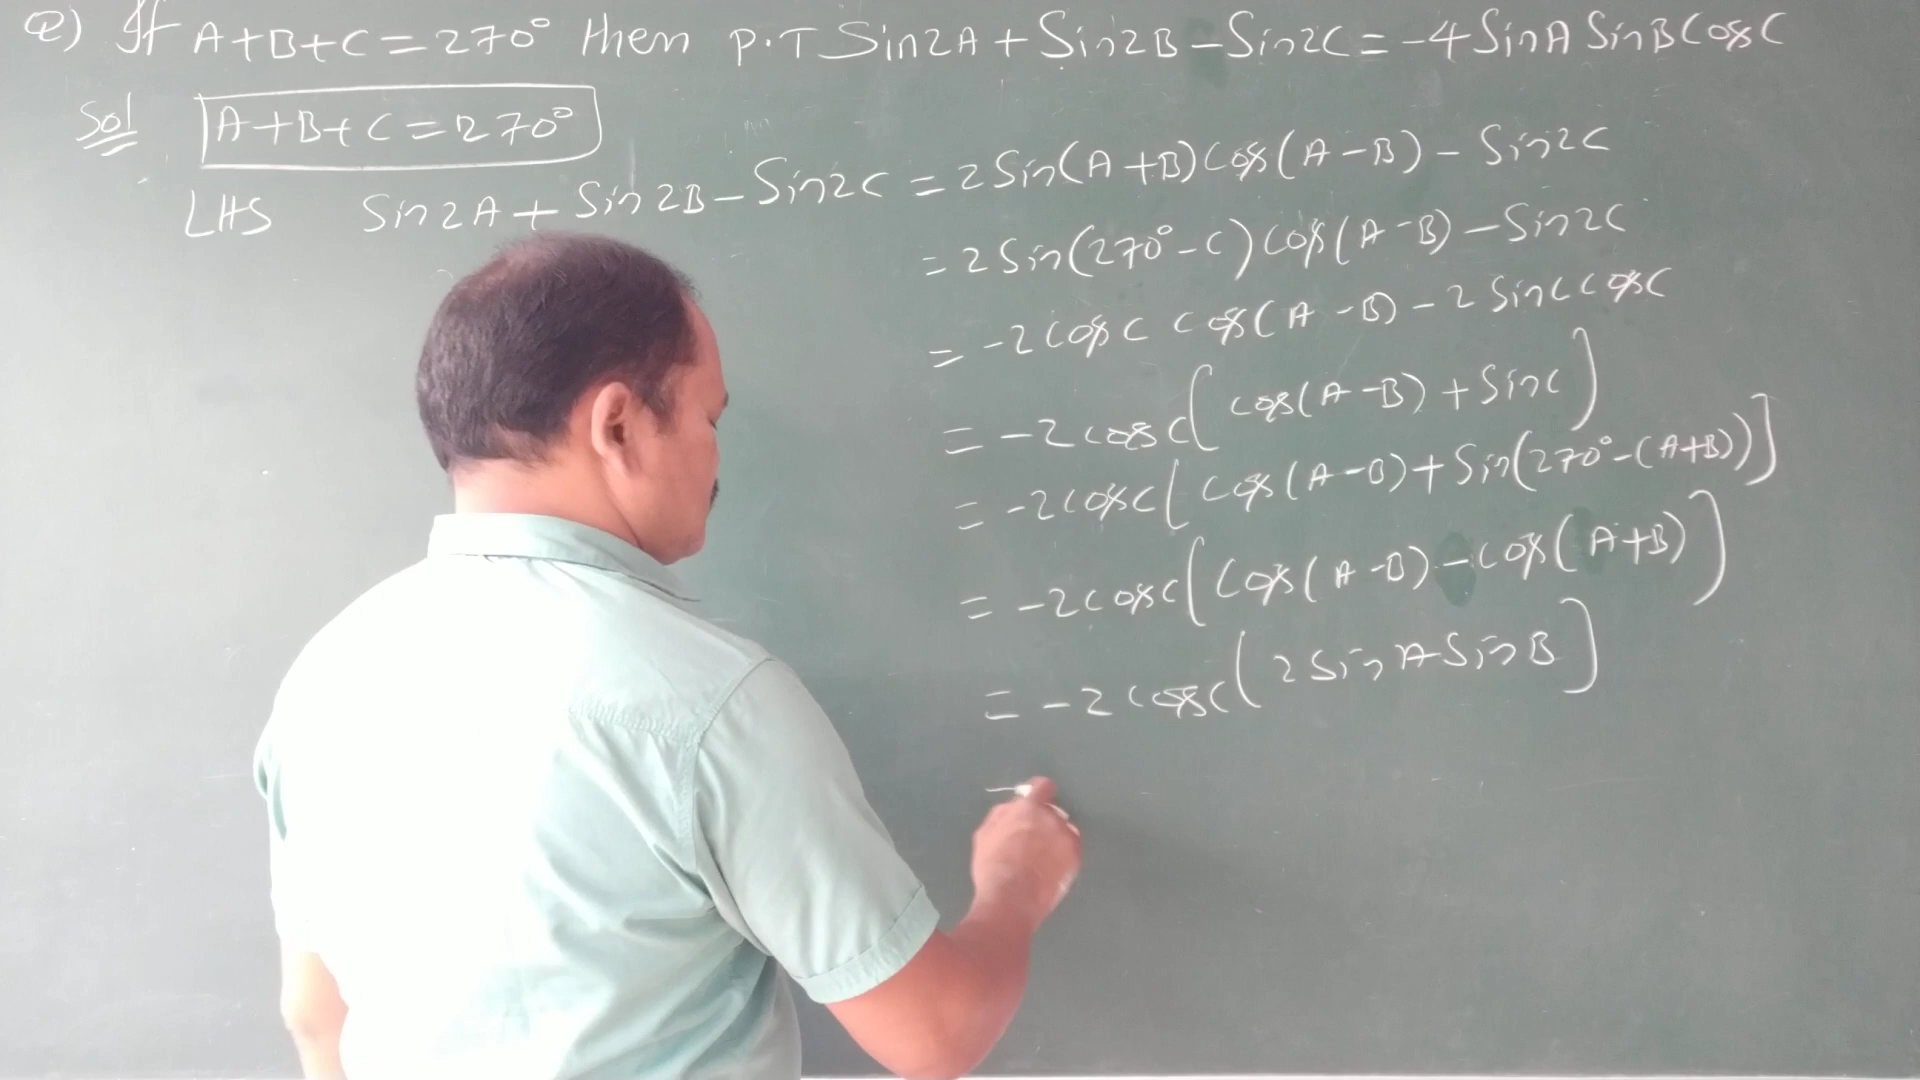 Q) If A+B+C=270° then P.T Sin2A+Sin2B-Sin2C=-4SinA SinB CosC
Sol A+B+C=270°
LHS Sin2A+Sin2B-Sin2C=2Sin(A+B)Cos(A-B)-Sin2C
=2Sin(270°-C)Cos(A-B)-Sin2C
=-2CosC Cos(A-B)-2SinC CosC
=-2CosC[Cos(A-B)+SinC]
=-2CosC[Cos(A-B)+Sin(270°-(A+B))]
=-2CosC[Cos(A-B)-Cos(A+B)]
=-2CosC[2SinA SinB]